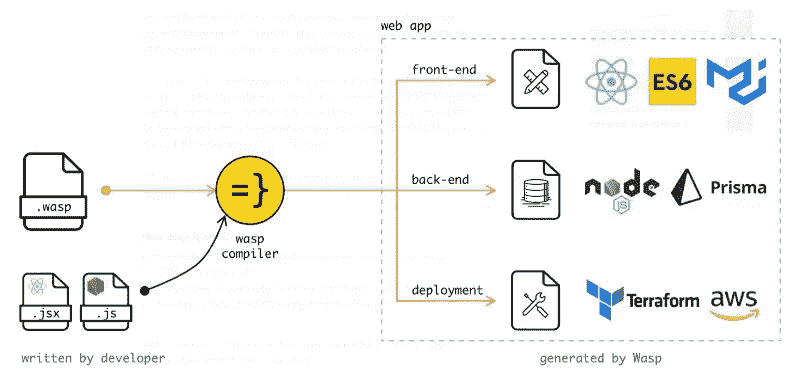 web app
front-end
ES6
.wasp
=}
wasp
compiler
back-end
node
JS
Prisma
.jsx
.js
deployment
Terraform
aws
written by developer
generated by Wasp